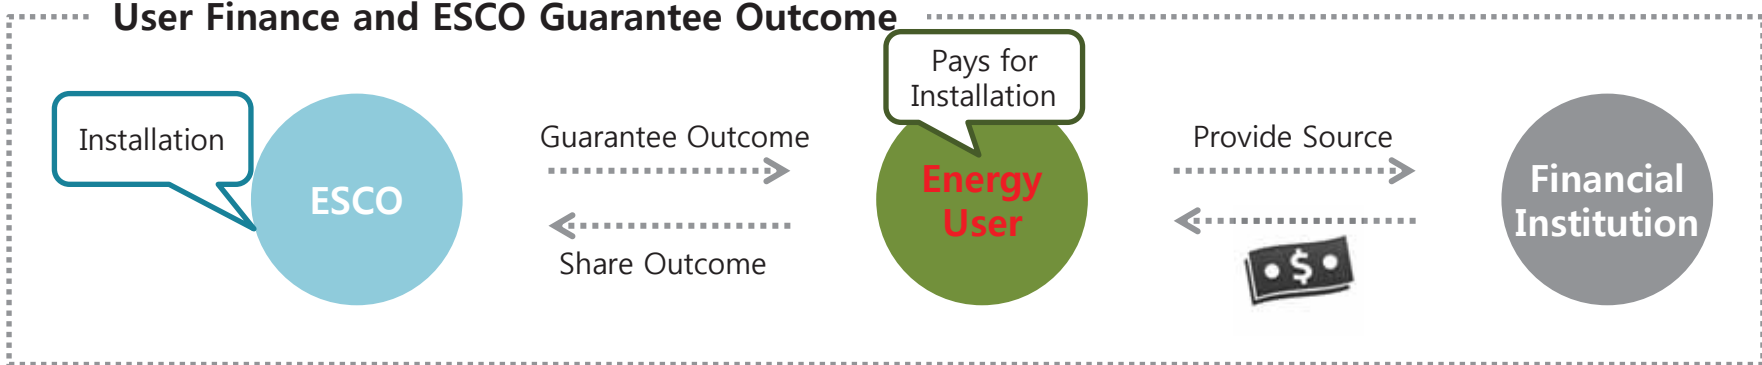 User Finance and ESCO Guarantee Outcome
Pays for
Installation
Installation
Guarantee Outcome
Provide Source
ESCO
Energy
User
Financial
Institution
Share Outcome
$